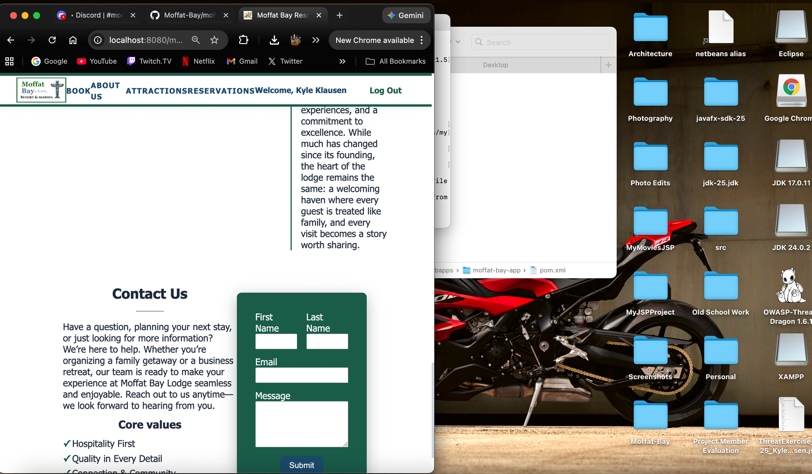 Discord | #mo
Moffat-Bay/mof
Moffat Bay Res
Gemini
localhost:8080/m...
New Chrome available
Google
YouTube
Twitch.TV
Netflix
Gmail
Twitter
All Bookmarks
Moffat
Bay
RESORT & MARINA
BOOK
ABOUT
US
ATTRACTIONS
RESERVATIONS
Welcome, Kyle Klausen
Log Out
experiences, and a
commitment to
excellence. While
much has changed
since its founding,
the heart of the
lodge remains the
same: a welcoming
haven where every
guest is treated like
family, and every
visit becomes a story
worth sharing.
Contact Us
Have a question, planning your next stay,
or just looking for more information?
We're here to help. Whether you're
organizing a family getaway or a business
retreat, our team is ready to make your
experience at Moffat Bay Lodge seamless
and enjoyable. Reach out to us anytime—
we look forward to hearing from you.
Core values
✓Hospitality First
✓Quality in Every Detail
✓Connection & Community
First
Name
Last
Name
Email
Message
Submit
1.5
/my
ile
rom
Search
Desktop
bapps › moffat-bay-app › pom.xml
Architecture
netbeans alias
Eclipse
Photography
javafx-sdk-25
Google Chrom
Photo Edits
jdk-25.jdk
JDK 17.0.11
MyMoviesJSP
src
JDK 24.0.2
MyJSPProject
Old School Work
OWASP-Threat
Dragon 1.6.1
Screenshots
Personal
XAMPP
Moffat-Bay
Project Member
Evaluation
ThreatExercise_
25_Kyle...sen.